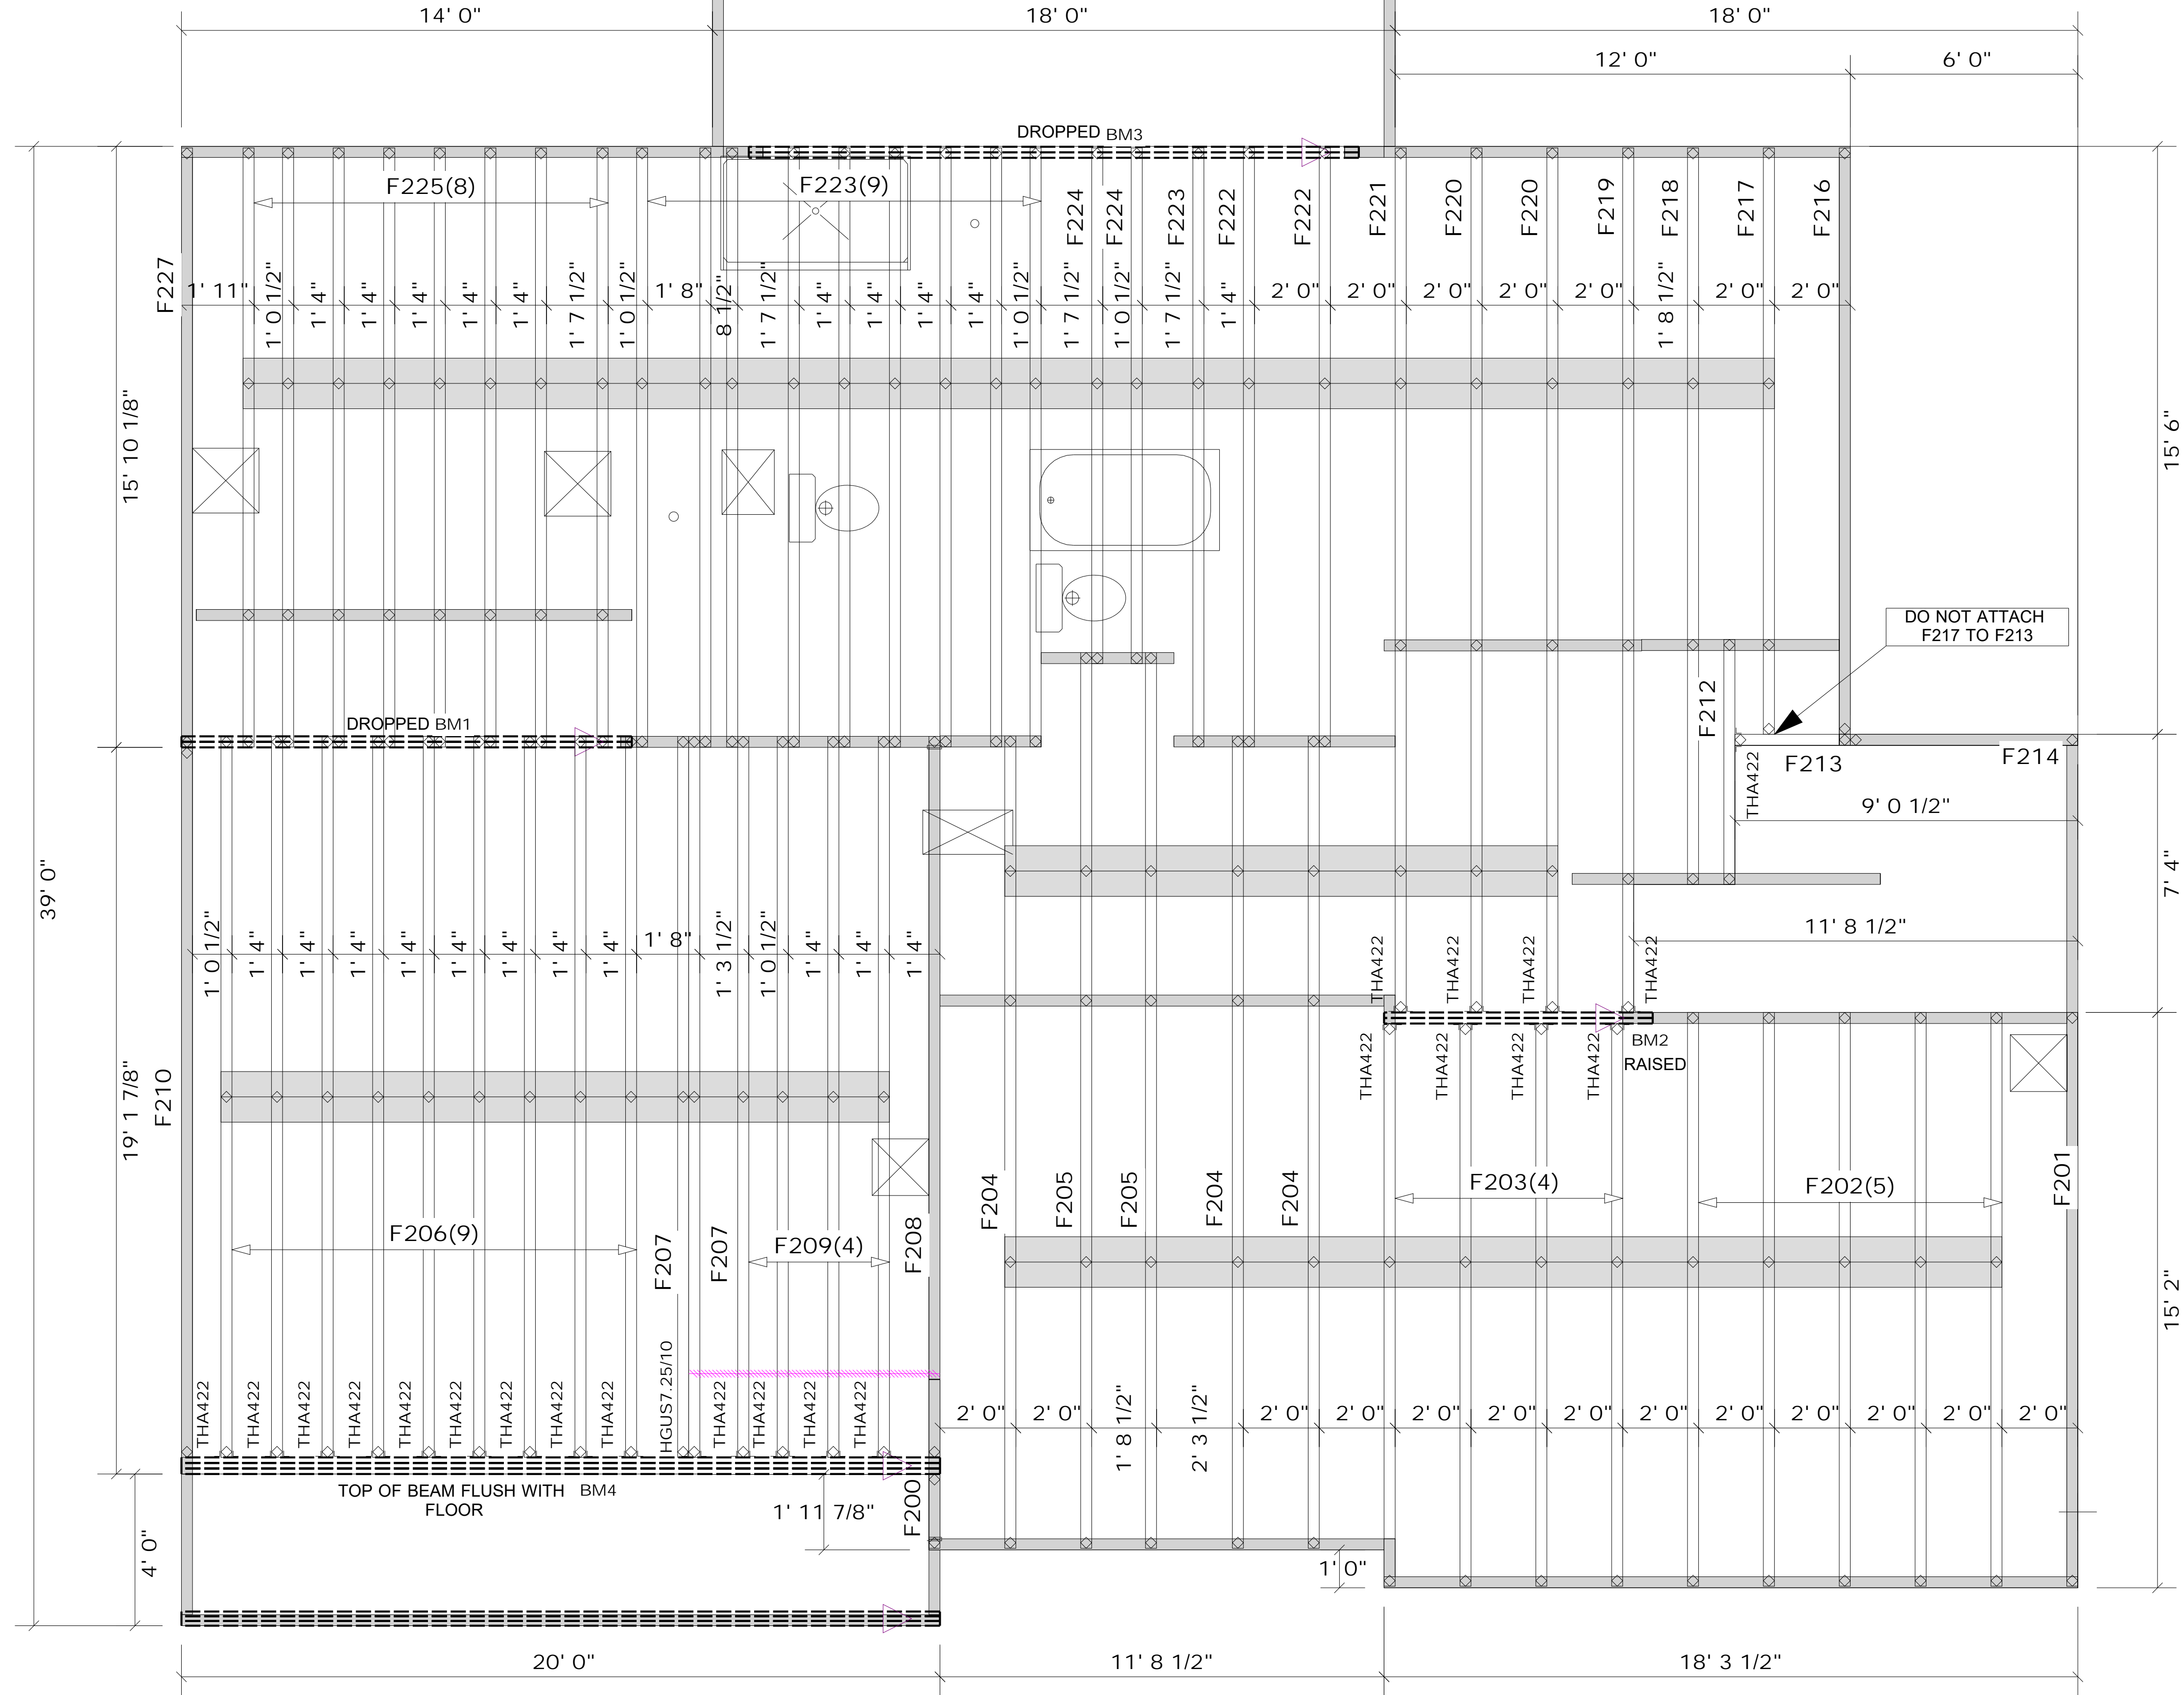 14' 0"
18' 0"
18' 0"
12' 0"
6' 0"
DROPPED BM3
F225(8)
F223(9)
F224
F224
F223
F222
F222
F221
F220
F220
F219
F218
F217
F216
F227
1' 11"
1' 0 1/2"
1' 4"
1' 4"
1' 4"
1' 4"
1' 4"
1' 7 1/2"
1' 0 1/2"
1' 8"
8 1/2"
1' 7 1/2"
1' 4"
1' 4"
1' 4"
1' 4"
1' 0 1/2"
1' 7 1/2"
1' 0 1/2"
1' 7 1/2"
1' 4"
2' 0"
2' 0"
2' 0"
2' 0"
2' 0"
1' 8 1/2"
2' 0"
2' 0"
15' 10 1/8"
15' 6"
DO NOT ATTACH
F217 TO F213
F212
DROPPED BM1
F213
F214
THA422
9' 0 1/2"
39' 0"
7' 4"
1' 0 1/2"
1' 4"
1' 4"
1' 4"
1' 4"
1' 4"
1' 4"
1' 4"
1' 4"
1' 8"
1' 3 1/2"
1' 0 1/2"
1' 4"
1' 4"
1' 4"
11' 8 1/2"
THA422
THA422
THA422
THA422
THA422
THA422
THA422
THA422
BM2
RAISED
19' 1 7/8"
F210
F204
F205
F205
F204
F204
F203(4)
F202(5)
F201
F206(9)
F207
F207
F209(4)
F208
15' 2"
THA422
THA422
THA422
THA422
THA422
THA422
THA422
THA422
THA422
HGUS7.25/10
THA422
THA422
THA422
THA422
2' 0"
2' 0"
1' 8 1/2"
2' 3 1/2"
2' 0"
2' 0"
2' 0"
2' 0"
2' 0"
2' 0"
2' 0"
2' 0"
2' 0"
2' 0"
2' 0"
TOP OF BEAM FLUSH WITH BM4
FLOOR
1' 11 7/8"
F200
4' 0"
1' 0"
20' 0"
11' 8 1/2"
18' 3 1/2"